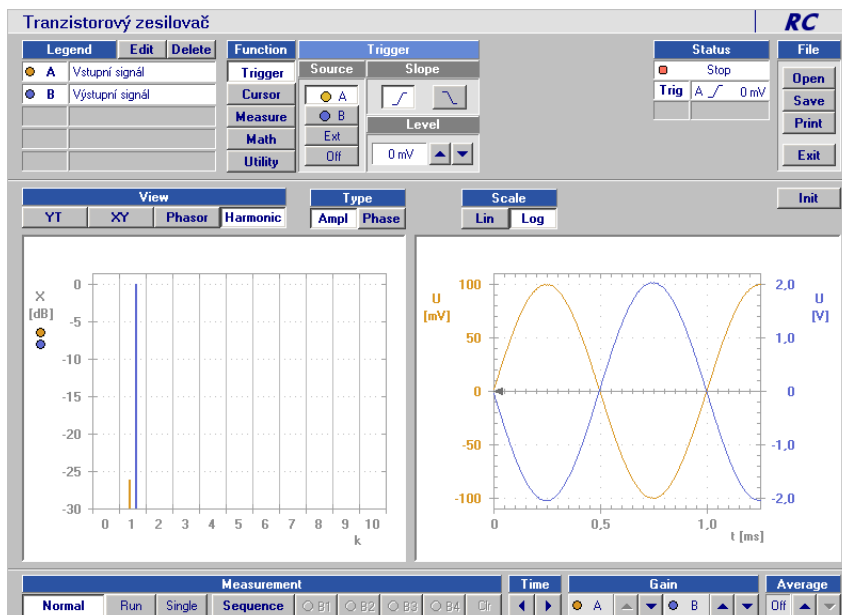 Tranzistorový zesilovač
RC
Legend Edit Delete
Function
Trigger
Status
File
A Vstupní signál
B Výstupní signál
Trigger
Cursor
Measure
Math
Utility
Source
Slope
A
B
Ext
Off
Level
0 mV
Stop
Trig A 0 mV
Open
Save
Print
Exit
View
Type
Scale
Init
YT XY Phasor Harmonic
Ampl Phase
Lin Log
X
[dB]
0
-5
-10
-15
-20
-25
-30
0 1 2 3 4 5 6 7 8 9 10
k
U
[mV]
100
50
0
-50
-100
2,0
1,0
0
-1,0
-2,0
U
[V]
0 0,5 1,0
t [ms]
Measurement
Time
Gain
Average
Normal Run Single Sequence B1 B2 B3 B4 Clr
A B
Off